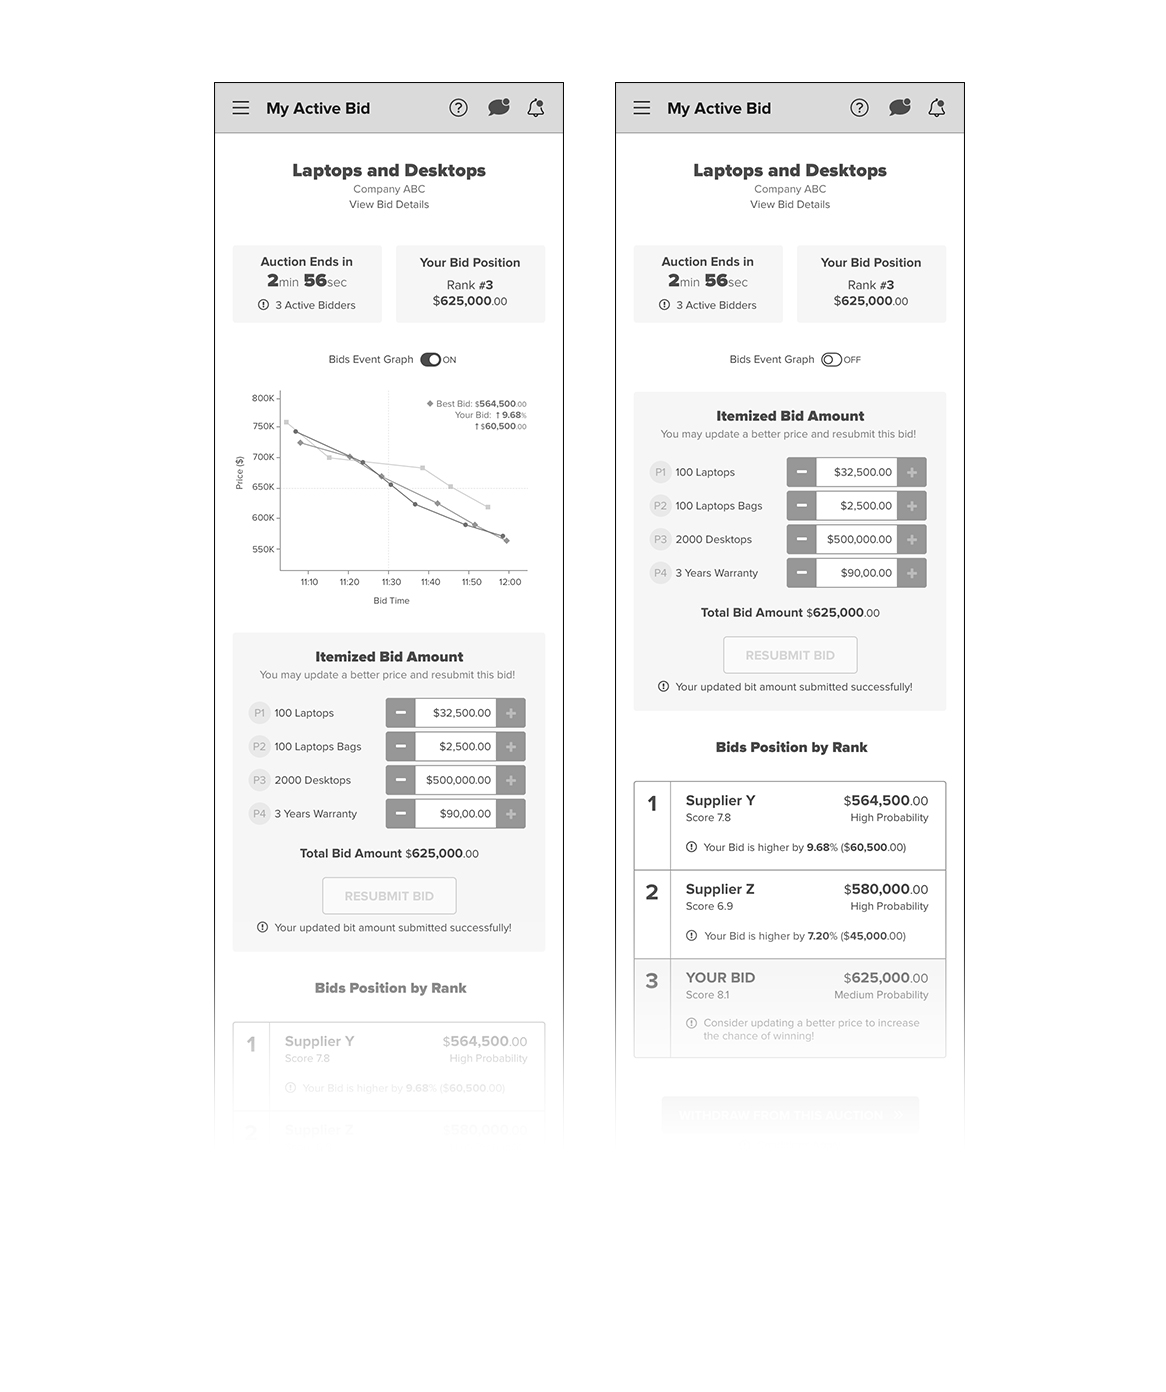 My Active Bid
Laptops and Desktops
Company ABC
View Bid Details
Auction Ends in
2min 56sec
3 Active Bidders
Your Bid Position
Rank #3
$625,000.00
Bids Event Graph ON
800K
750K
700K
650K
600K
550K
Price ($)
Best Bid: $564,500.00
Your Bid: ↑ 9.68%
↑ $60,500.00
11:10 11:20 11:30 11:40 11:50 12:00
Bid Time
Itemized Bid Amount
You may update a better price and resubmit this bid!
P1 100 Laptops − $32,500.00 +
P2 100 Laptops Bags − $2,500.00 +
P3 2000 Desktops − $500,000.00 +
P4 3 Years Warranty − $90,00.00 +
Total Bid Amount $625,000.00
RESUBMIT BID
Your updated bit amount submitted successfully!
Bids Position by Rank
1 Supplier Y $564,500.00
Score 7.8 High Probability
Your Bid is higher by 9.68% ($60,500.00)
2 Supplier Z $580,000.00
My Active Bid
Laptops and Desktops
Company ABC
View Bid Details
Auction Ends in
2min 56sec
3 Active Bidders
Your Bid Position
Rank #3
$625,000.00
Bids Event Graph OFF
Itemized Bid Amount
You may update a better price and resubmit this bid!
P1 100 Laptops − $32,500.00 +
P2 100 Laptops Bags − $2,500.00 +
P3 2000 Desktops − $500,000.00 +
P4 3 Years Warranty − $90,00.00 +
Total Bid Amount $625,000.00
RESUBMIT BID
Your updated bit amount submitted successfully!
Bids Position by Rank
1 Supplier Y $564,500.00
Score 7.8 High Probability
Your Bid is higher by 9.68% ($60,500.00)
2 Supplier Z $580,000.00
Score 6.9 High Probability
Your Bid is higher by 7.20% ($45,000.00)
3 YOUR BID $625,000.00
Score 8.1 Medium Probability
Consider updating a better price to increase
the chance of winning!
WITHDRAW FROM THIS AUCTION